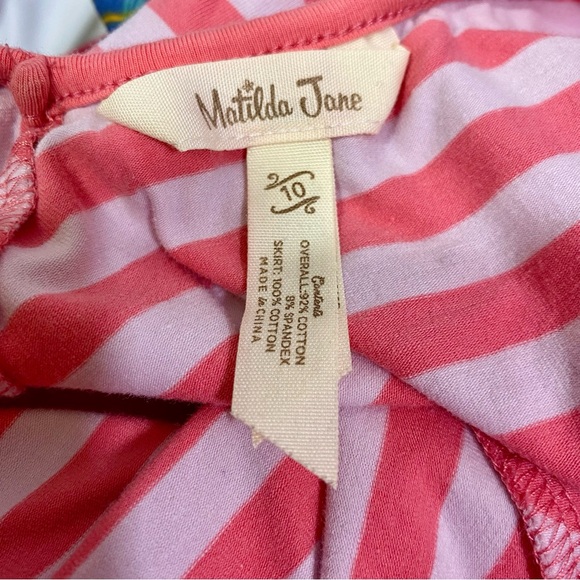 Matilda Jane
10
Contents
OVERALL:92% COTTON
8% SPANDEX
SKIRT: 100% COTTON
MADE in CHINA